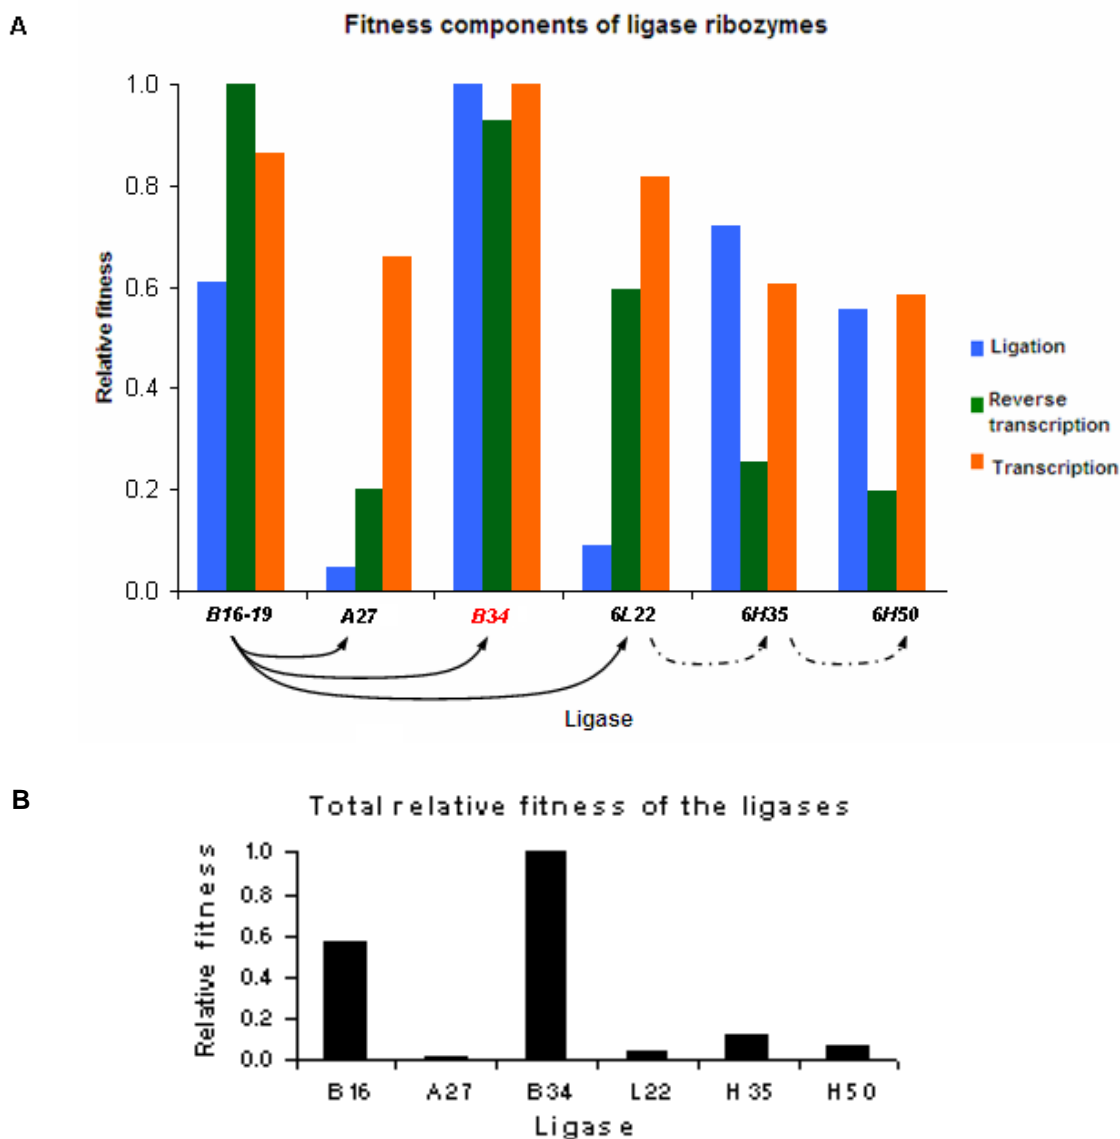 A
Fitness components of ligase ribozymes
Relative fitness
1.0
0.8
0.6
0.4
0.2
0.0
B16-19 A27 B34 6L22 6H35 6H50
Ligase
Ligation
Reverse
transcription
Transcription
B
Total relative fitness of the ligases
Relative fitness
1.0
0.8
0.6
0.4
0.2
0.0
B16 A27 B34 L22 H35 H50
Ligase